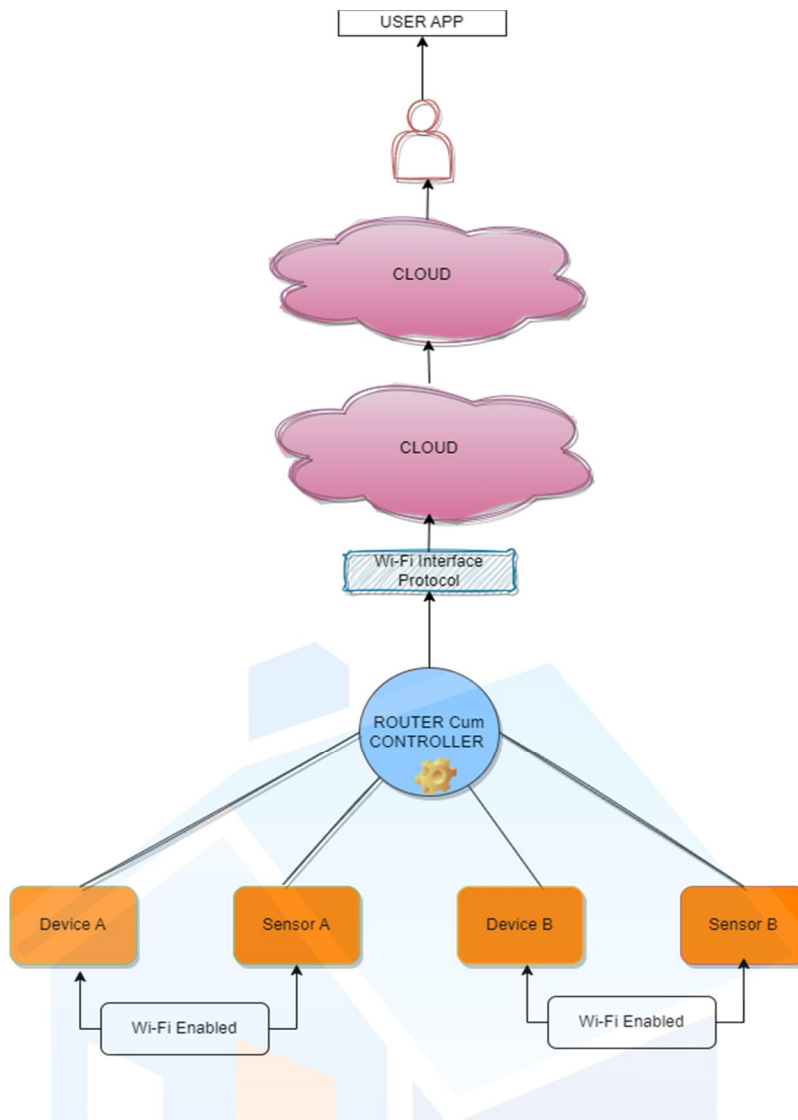 USER APP
CLOUD
CLOUD
Wi-Fi Interface
Protocol
ROUTER Cum
CONTROLLER
Device A
Sensor A
Device B
Sensor B
Wi-Fi Enabled
Wi-Fi Enabled